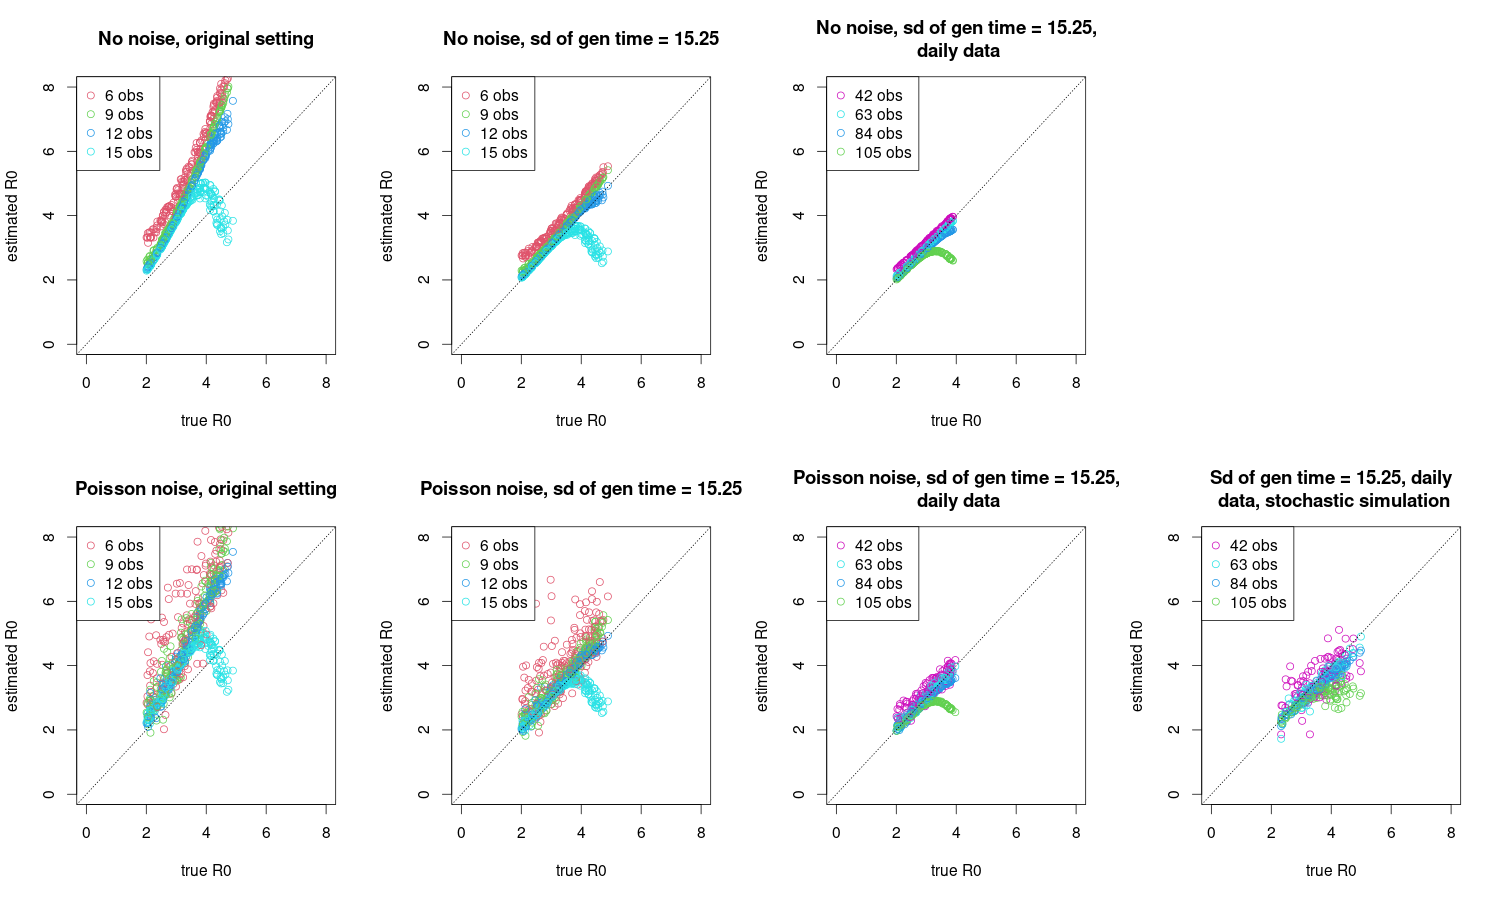 No noise, original setting
8
6
4
2
0
estimated R0
6 obs
9 obs
12 obs
15 obs
0 2 4 6 8
true R0
No noise, sd of gen time = 15.25
8
6
4
2
0
estimated R0
6 obs
9 obs
12 obs
15 obs
0 2 4 6 8
true R0
No noise, sd of gen time = 15.25,
daily data
8
6
4
2
0
estimated R0
42 obs
63 obs
84 obs
105 obs
0 2 4 6 8
true R0
Poisson noise, original setting
8
6
4
2
0
estimated R0
6 obs
9 obs
12 obs
15 obs
0 2 4 6 8
true R0
Poisson noise, sd of gen time = 15.25
8
6
4
2
0
estimated R0
6 obs
9 obs
12 obs
15 obs
0 2 4 6 8
true R0
Poisson noise, sd of gen time = 15.25,
daily data
8
6
4
2
0
estimated R0
42 obs
63 obs
84 obs
105 obs
0 2 4 6 8
true R0
Sd of gen time = 15.25, daily
data, stochastic simulation
8
6
4
2
0
estimated R0
42 obs
63 obs
84 obs
105 obs
0 2 4 6 8
true R0